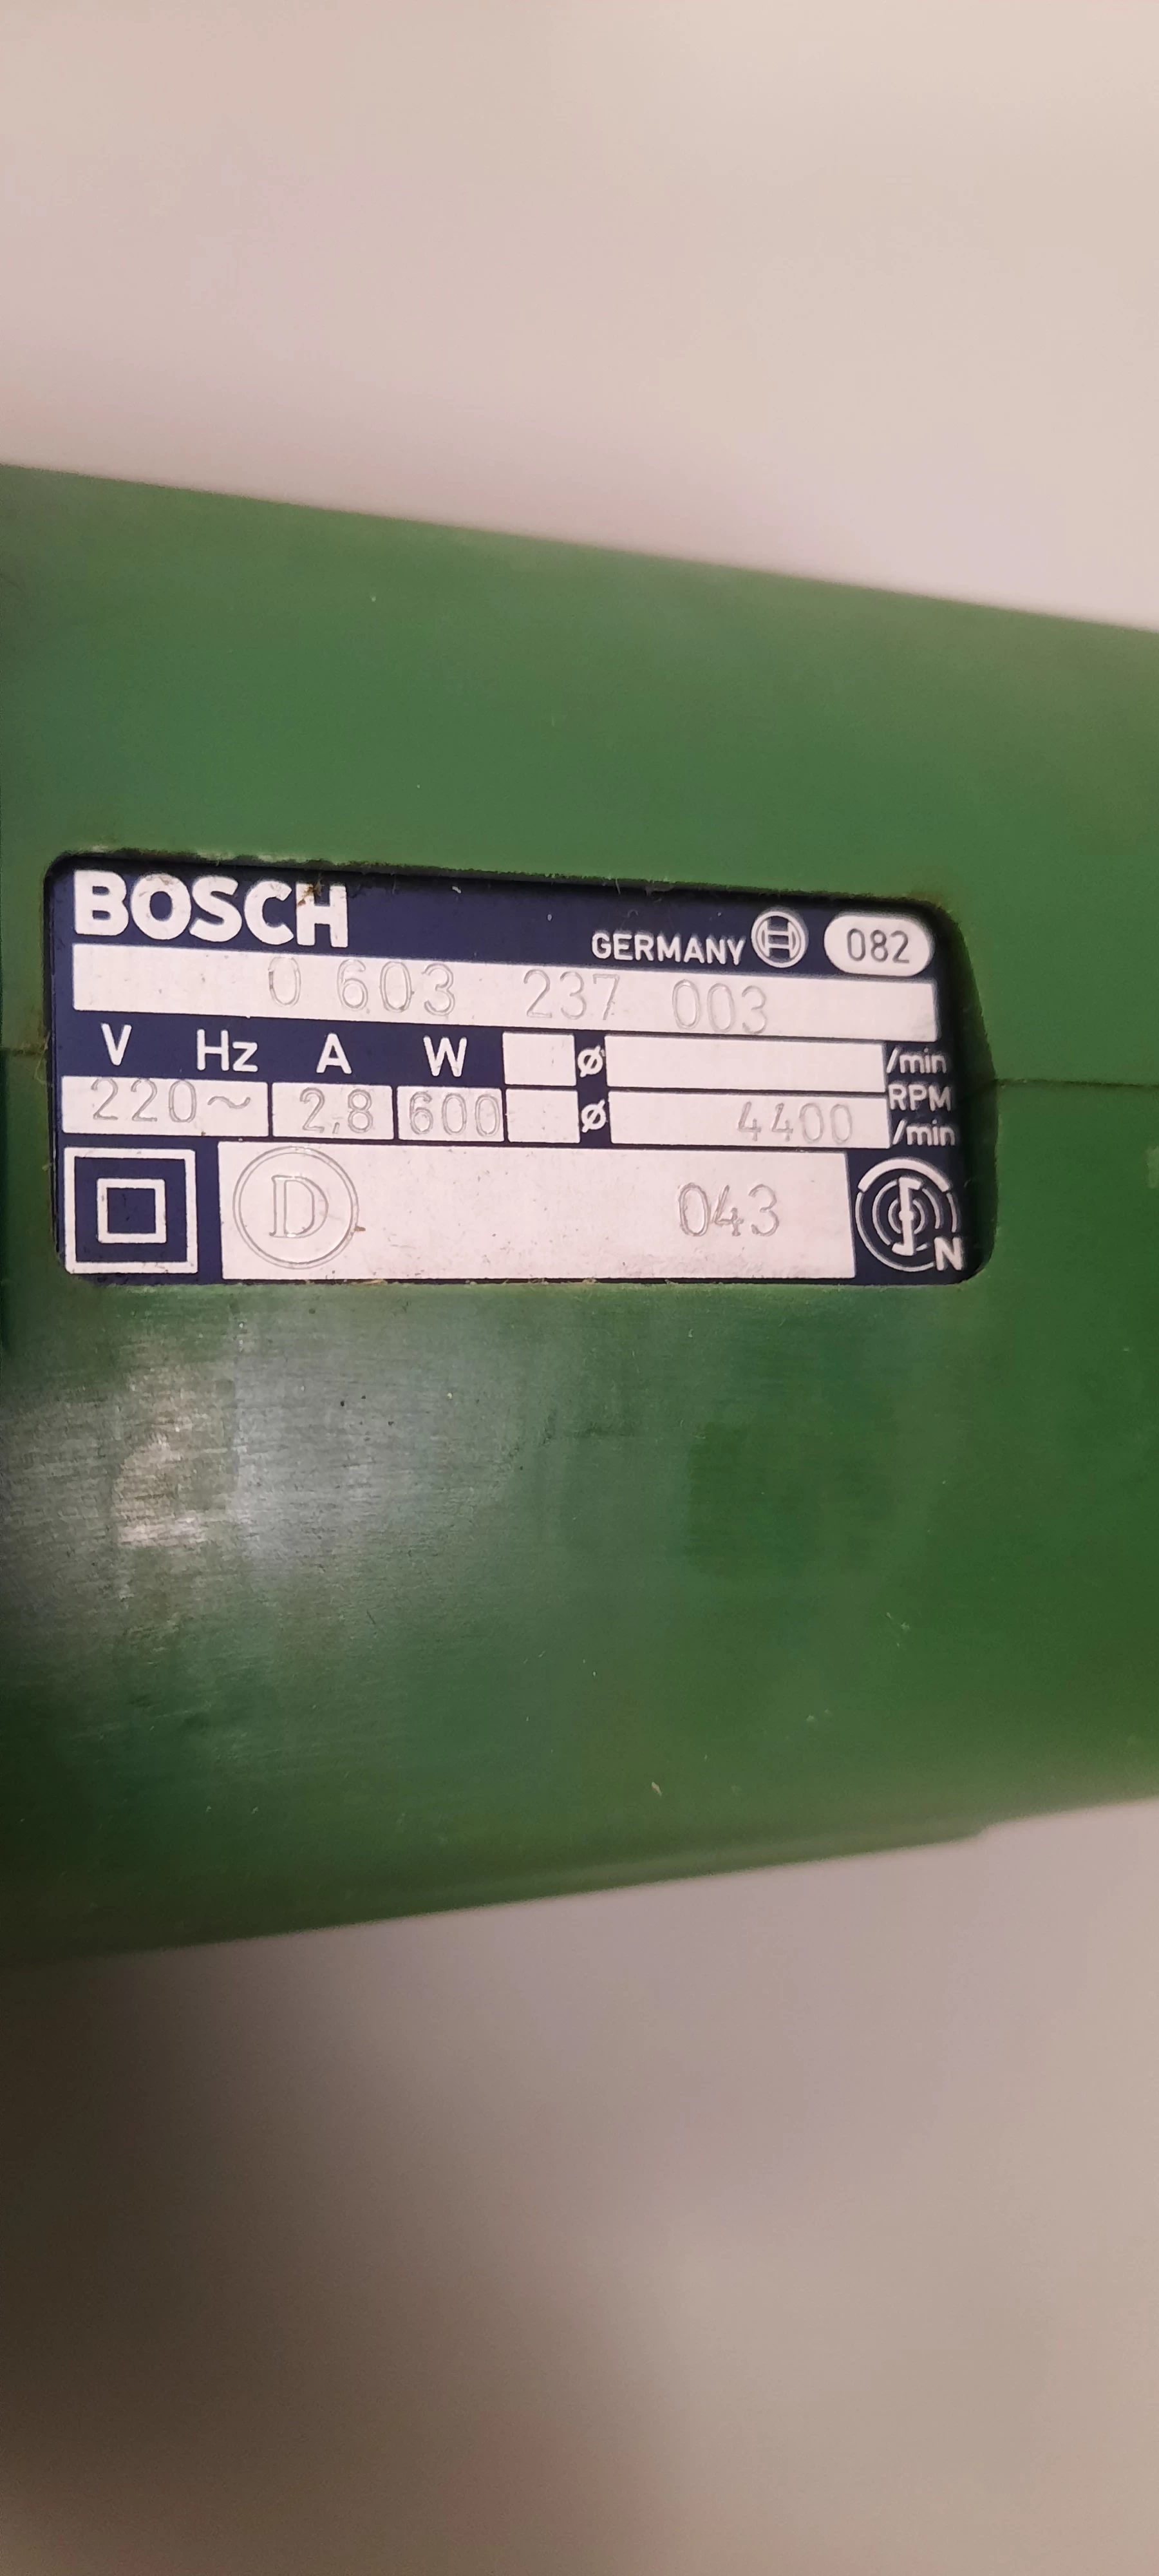 BOSCH
GERMANY 082
0 603 237 003
V Hz A W ø /min
RPM
220~ 2,8 600 ø 4400 /min
D 043 N